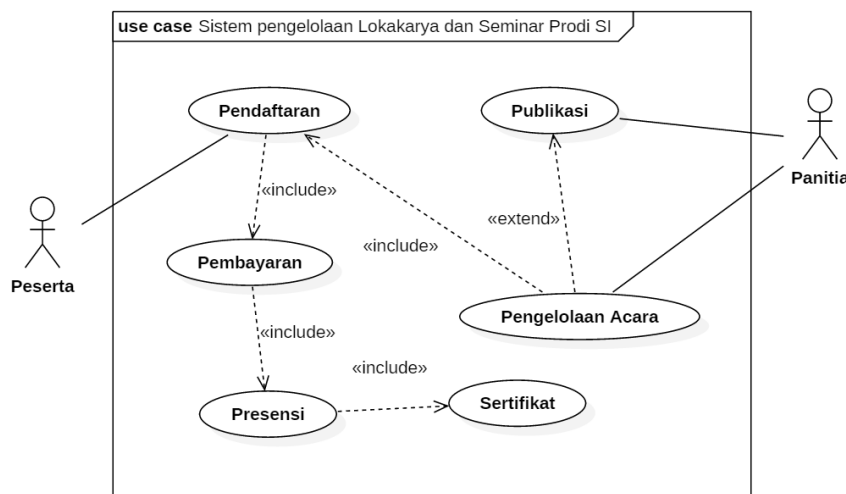 use case Sistem pengelolaan Lokakarya dan Seminar Prodi SI
Pendaftaran
Publikasi
Panitia
«include»
«extend»
«include»
Peserta
Pembayaran
Pengelolaan Acara
«include»
«include»
Presensi
Sertifikat